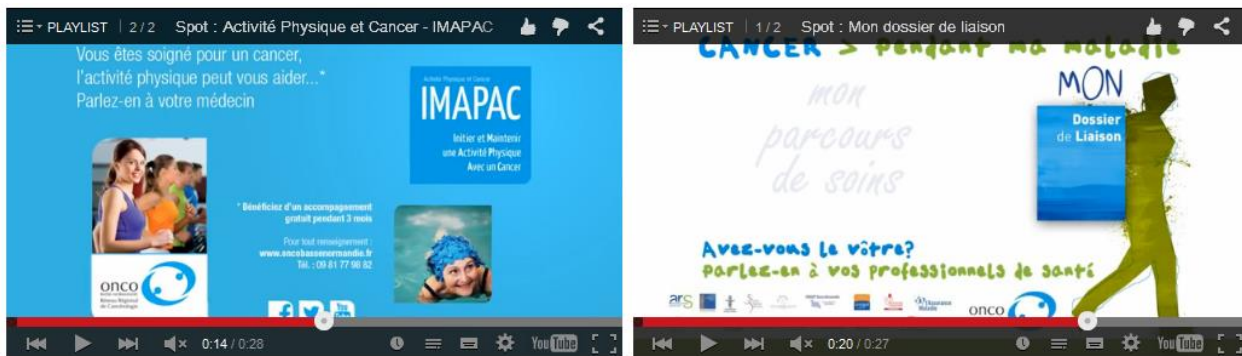 PLAYLIST 2/2 Spot : Activité Physique et Cancer - IMAPAC
Vous êtes soigné pour un cancer,
l'activité physique peut vous aider...*
Parlez-en à votre médecin
Activité Physique et Cancer
IMAPAC
Initier et Maintenir
une Activité Physique
Avec un Cancer
* Bénéficiez d'un accompagnement
gratuit pendant 3 mois
Pour tout renseignement :
www.oncobassenormandie.fr
Tél. : 09 81 77 98 82
onco
Réseau Régional
de Cancérologie
You
0:14 / 0:28
YouTube
PLAYLIST 1/2 Spot : Mon dossier de liaison
CANCER > pendant ma maladie
mon
parcours
de soins
MON
Dossier
de Liaison
Avez-vous le vôtre?
parlez-en à vos professionnels de santé
ars
l'Assurance
Maladie
onco
0:20 / 0:27
YouTube